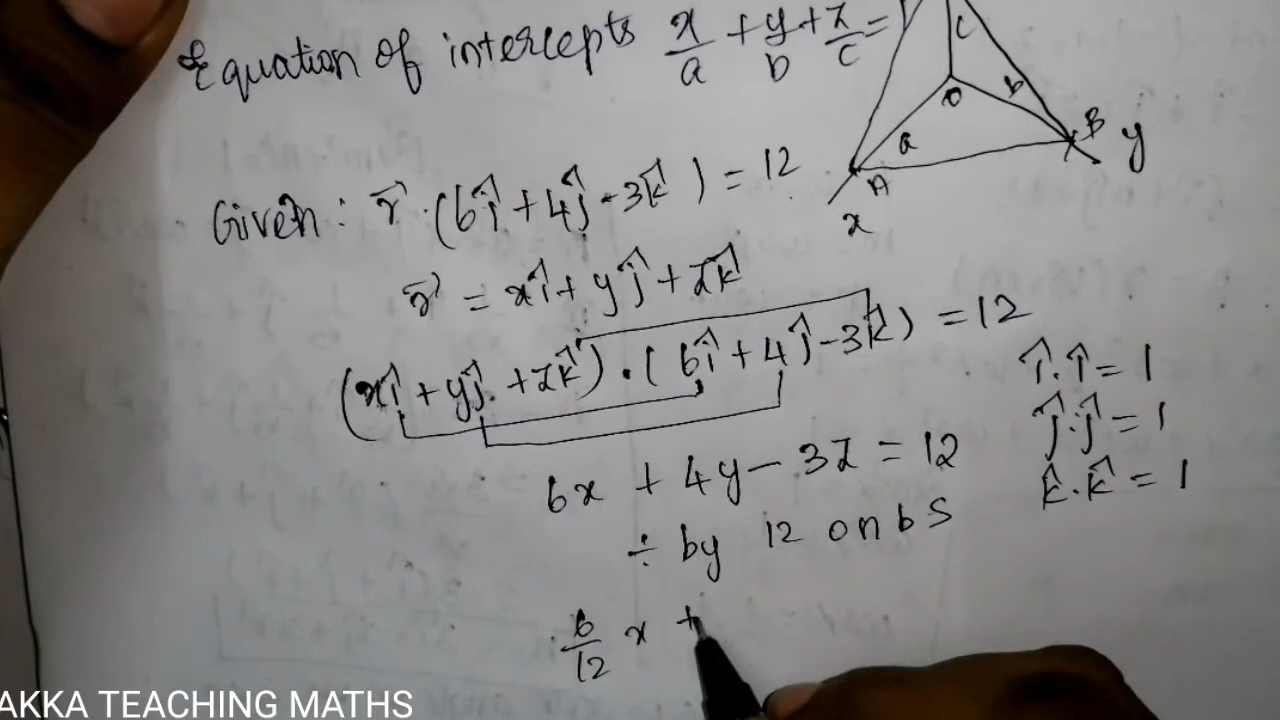 Equation of intercepts x/a + y/b + z/c =
c
o
b
a
B
y
A
x
Given : r⃗ · (6î + 4ĵ - 3k̂) = 12
r⃗ = xî + yĵ + zk̂
(xî + yĵ + zk̂) · (6î + 4ĵ - 3k̂) = 12
î · î = 1
ĵ · ĵ = 1
k̂ · k̂ = 1
6x + 4y - 3z = 12
÷ by 12 on b S
6/12 x +
AKKA TEACHING MATHS